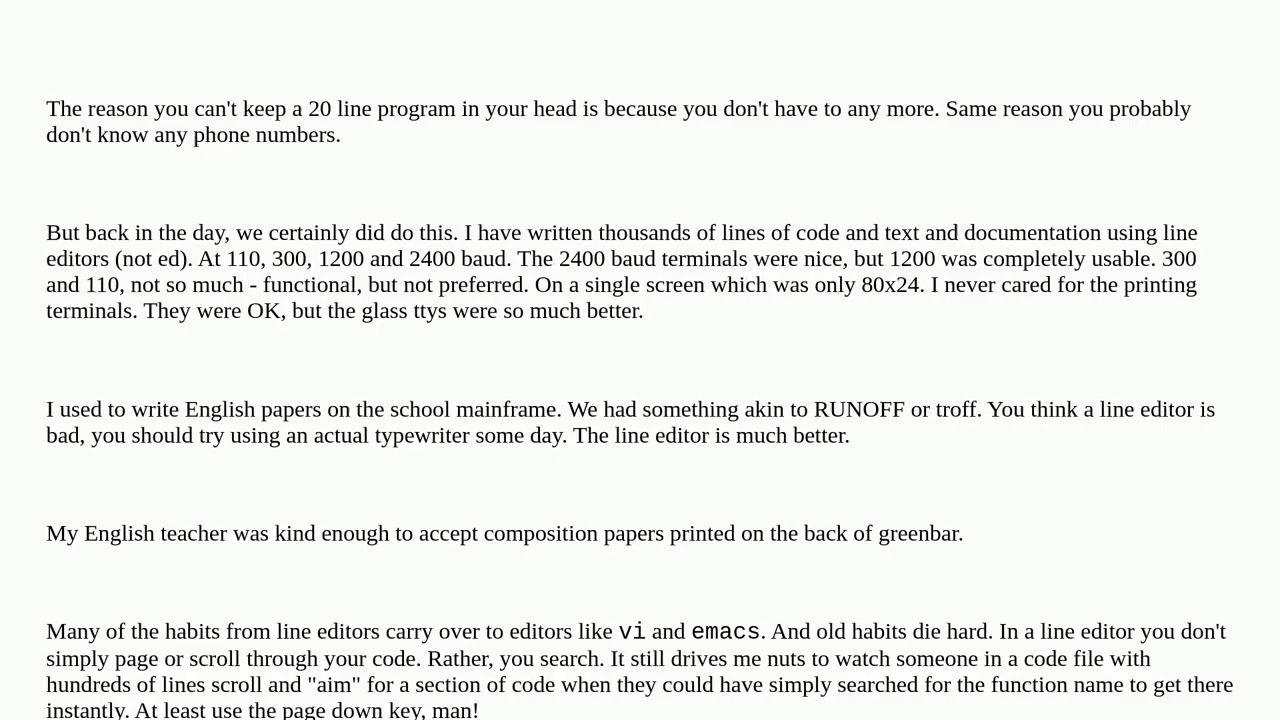 The reason you can't keep a 20 line program in your head is because you don't have to any more. Same reason you probably
don't know any phone numbers.
But back in the day, we certainly did do this. I have written thousands of lines of code and text and documentation using line
editors (not ed). At 110, 300, 1200 and 2400 baud. The 2400 baud terminals were nice, but 1200 was completely usable. 300
and 110, not so much - functional, but not preferred. On a single screen which was only 80x24. I never cared for the printing
terminals. They were OK, but the glass ttys were so much better.
I used to write English papers on the school mainframe. We had something akin to RUNOFF or troff. You think a line editor is
bad, you should try using an actual typewriter some day. The line editor is much better.
My English teacher was kind enough to accept composition papers printed on the back of greenbar.
Many of the habits from line editors carry over to editors like vi and emacs. And old habits die hard. In a line editor you don't
simply page or scroll through your code. Rather, you search. It still drives me nuts to watch someone in a code file with
hundreds of lines scroll and "aim" for a section of code when they could have simply searched for the function name to get there
instantly. At least use the page down key, man!